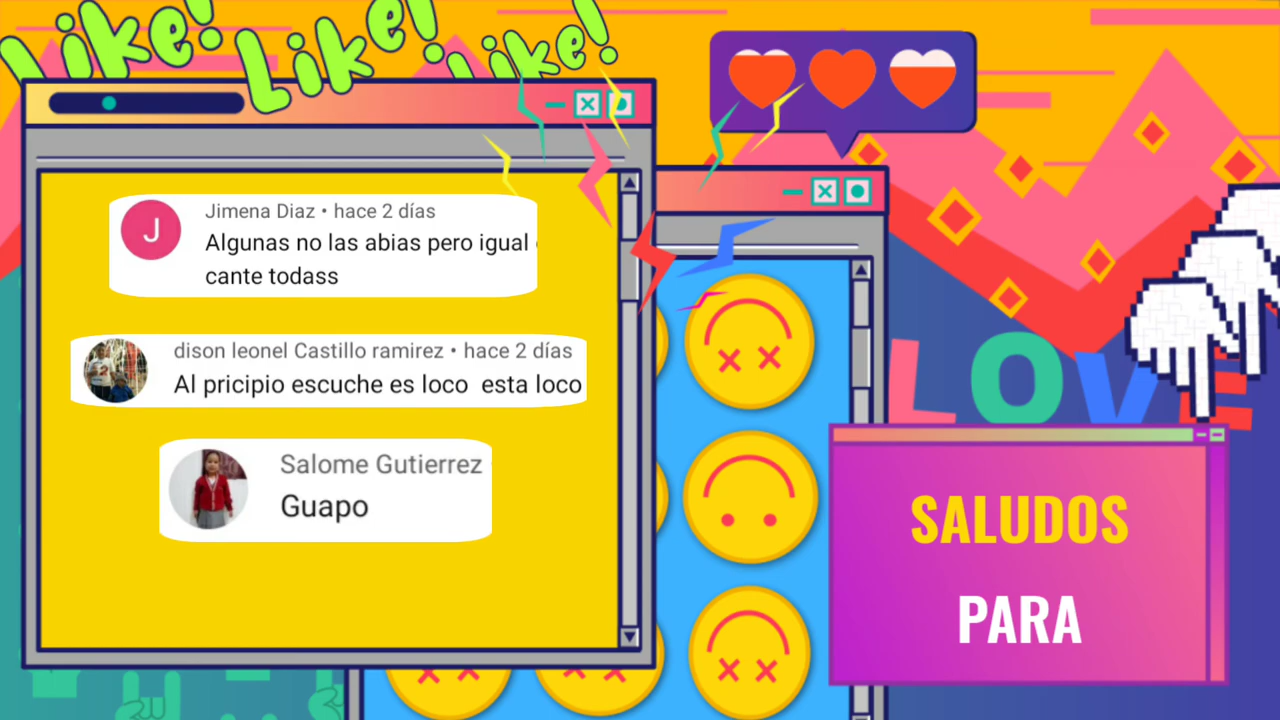 Like! Like! Like!
Jimena Diaz • hace 2 días
Algunas no las abias pero igual
cante todass
dison leonel Castillo ramirez • hace 2 días
Al pricipio escuche es loco esta loco
Salome Gutierrez
Guapo
LOVE
SALUDOS
PARA